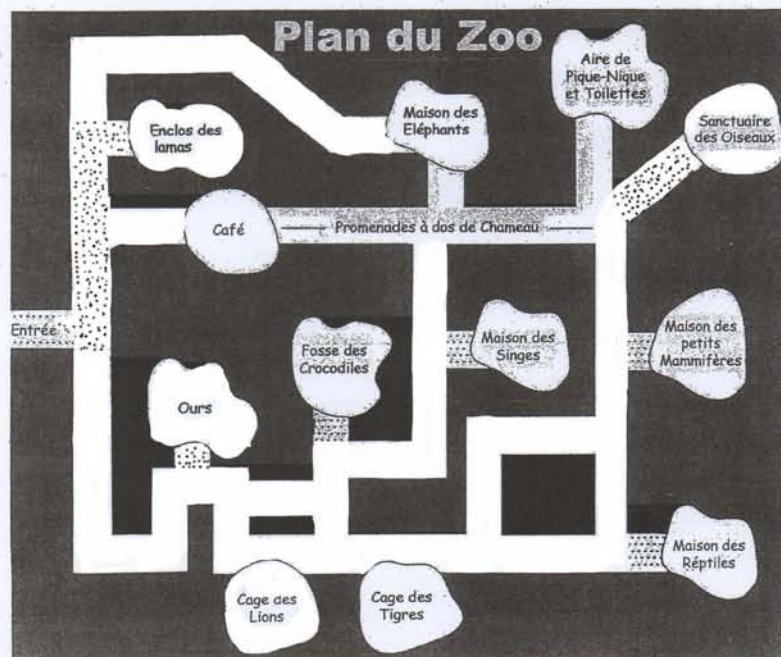 Plan du Zoo
Aire de
Pique-Nique
et Toilettes
Maison des
Eléphants
Sanctuaire
des Oiseaux
Enclos des
lamas
Café
Promenades à dos de Chameau
Entrée
Fosse des
Crocodiles
Maison des
Singes
Maison des
petits
Mammifères
Ours
Maison des
Réptiles
Cage des
Lions
Cage des
Tigres